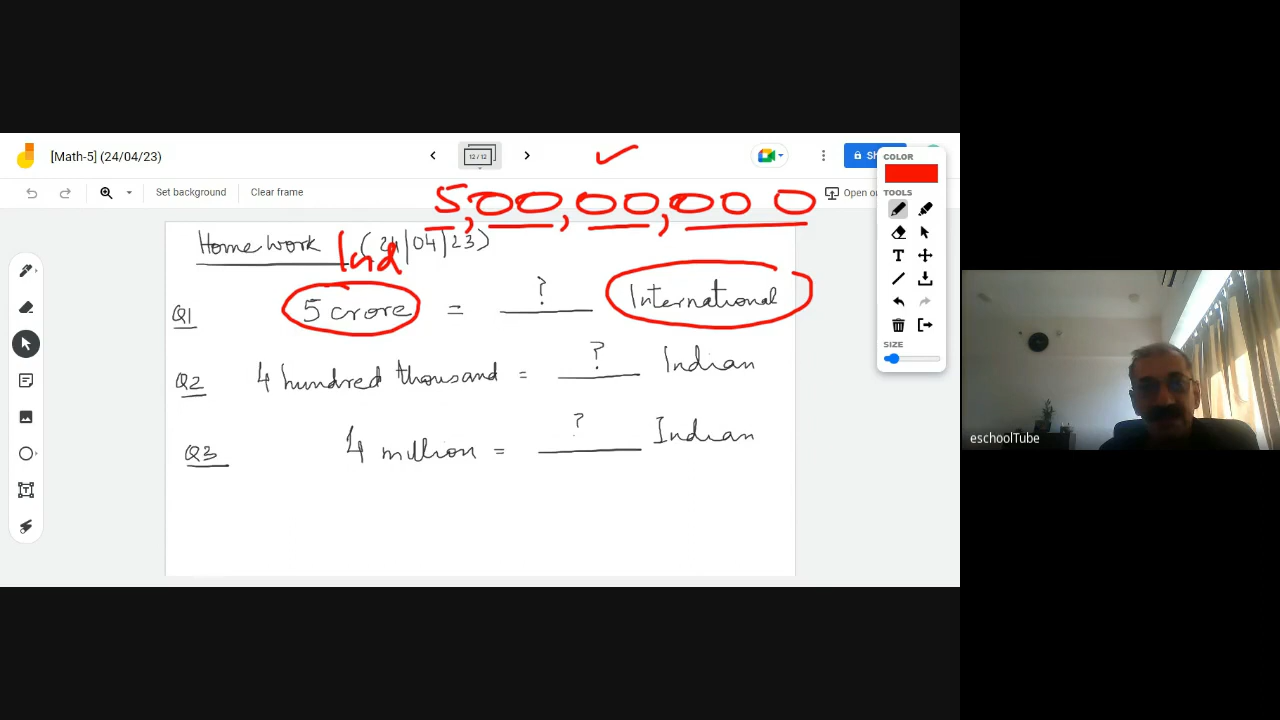 [Math-5] (24/04/23)
12 / 12
Set background
Clear frame
5,00,00,000
Home work (24/04/23)
Ind
Q1 5 crore = ? International
Q2 4 hundred thousand = ? Indian
Q3 4 million = ? Indian
COLOR
TOOLS
T
SIZE
eschoolTube